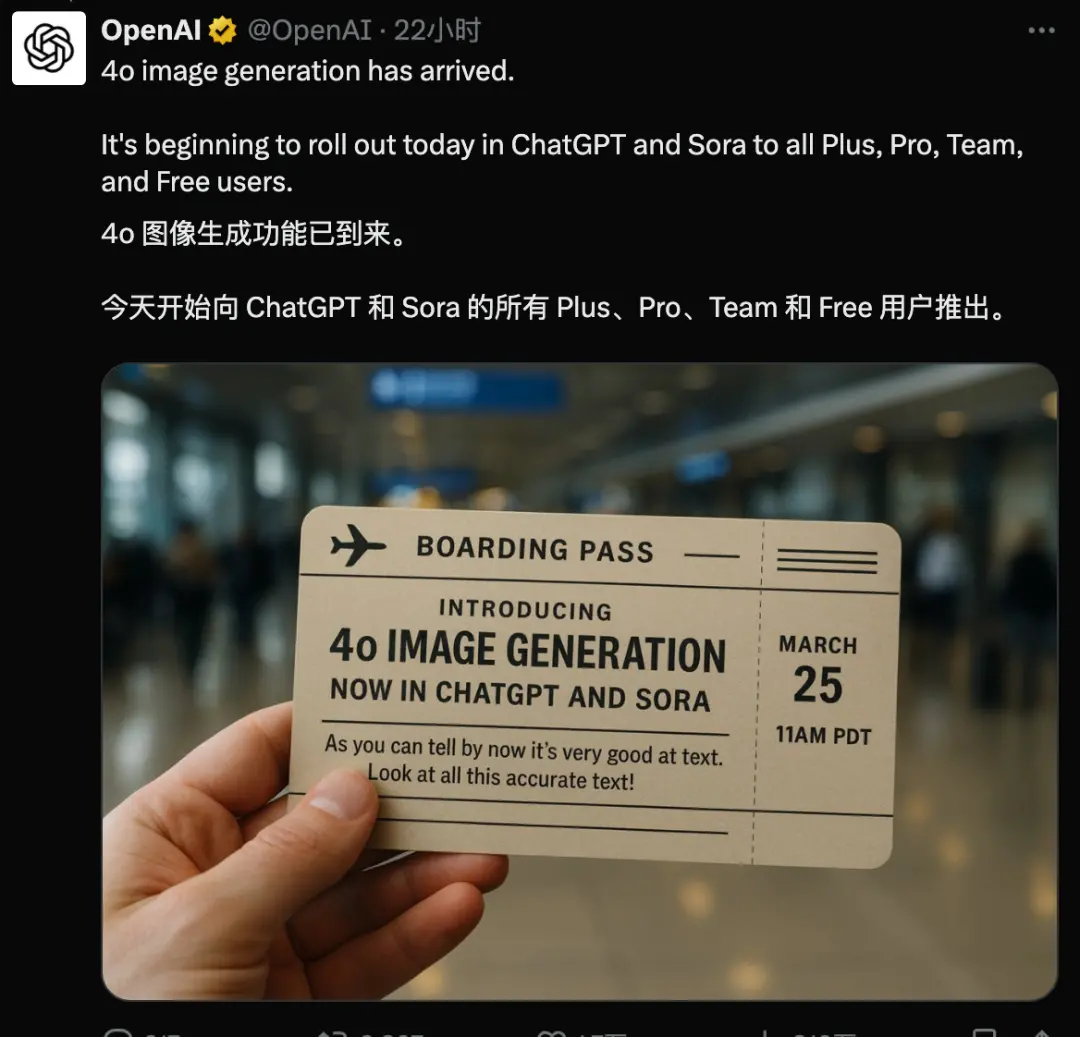 OpenAI @OpenAI · 22小时
4o image generation has arrived.
It's beginning to roll out today in ChatGPT and Sora to all Plus, Pro, Team,
and Free users.
4o 图像生成功能已到来。
今天开始向 ChatGPT 和 Sora 的所有 Plus、Pro、Team 和 Free 用户推出。
BOARDING PASS
INTRODUCING
4o IMAGE GENERATION
NOW IN CHATGPT AND SORA
As you can tell by now it's very good at text.
Look at all this accurate text!
MARCH
25
11AM PDT